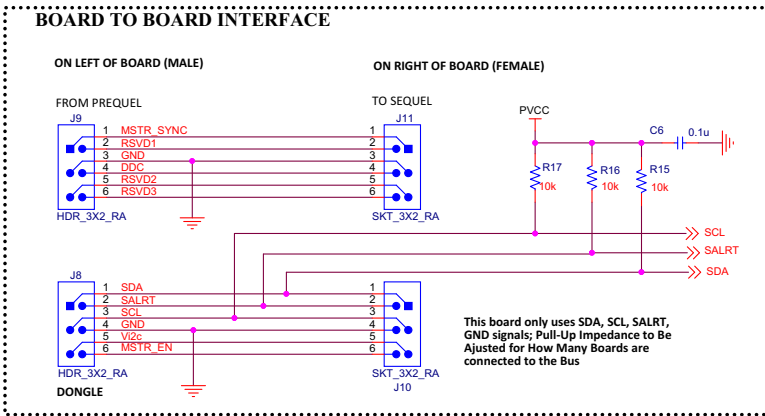 BOARD TO BOARD INTERFACE
ON LEFT OF BOARD (MALE)
ON RIGHT OF BOARD (FEMALE)
FROM PREQUEL
TO SEQUEL
J9
J11
1 MSTR_SYNC 1
2 RSVD1 2
3 GND 3
4 DDC 4
5 RSVD2 5
6 RSVD3 6
HDR_3X2_RA
SKT_3X2_RA
PVCC
C6
0.1u
R17
10k
R16
10k
R15
10k
SCL
SALRT
SDA
J8
1 SDA 1
2 SALRT 2
3 SCL 3
4 GND 4
5 Vi2c 5
6 MSTR_EN 6
HDR_3X2_RA
SKT_3X2_RA
J10
DONGLE
This board only uses SDA, SCL, SALRT,
GND signals; Pull-Up Impedance to Be
Ajusted for How Many Boards are
connected to the Bus